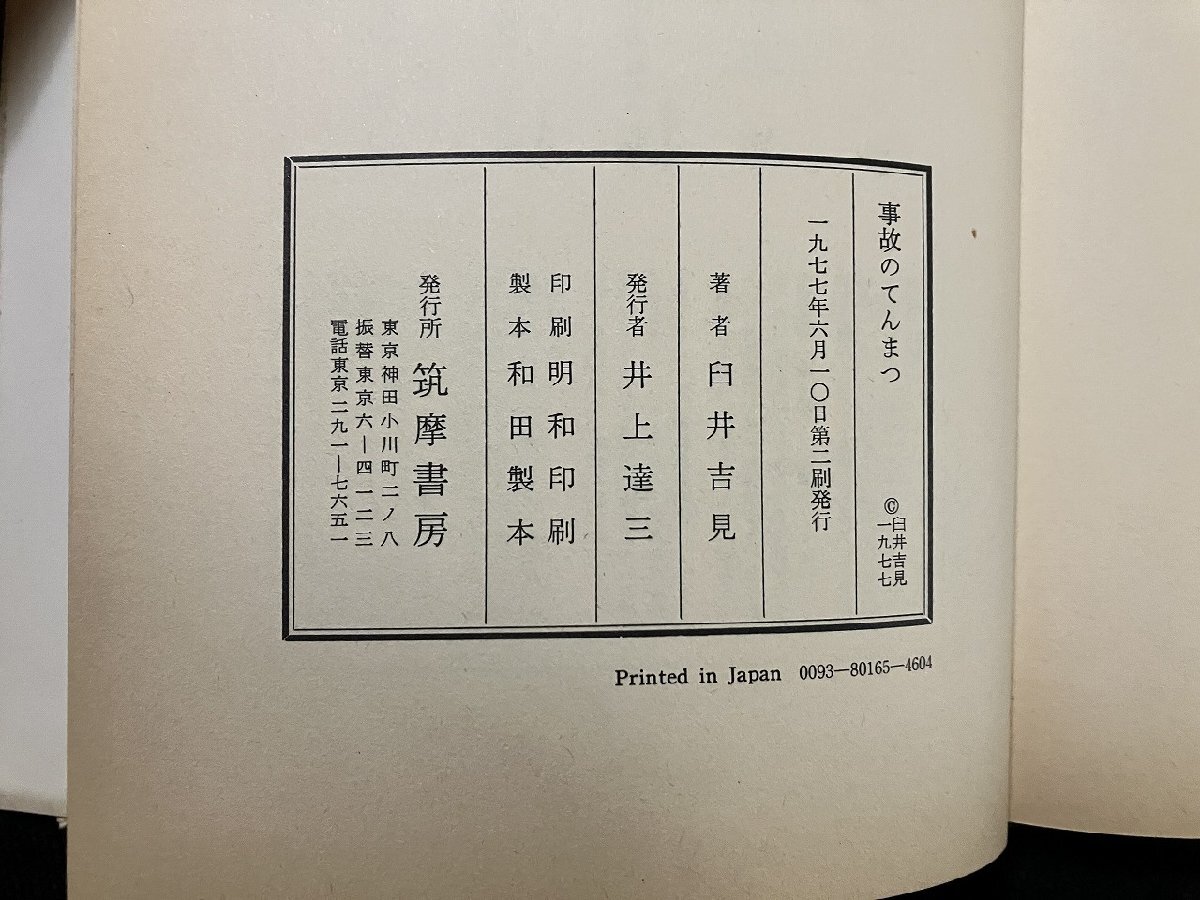 事故のてんまつ
©臼井吉見
一九七七
一九七七年六月一〇日第二刷発行
著者 臼井吉見
発行者 井上達三
印刷 明和印刷
製本 和田製本
発行所 筑摩書房
東京神田小川町二ノ八
振替東京六―四一二三
電話東京二九一―七六五一
Printed in Japan 0093―80165―4604